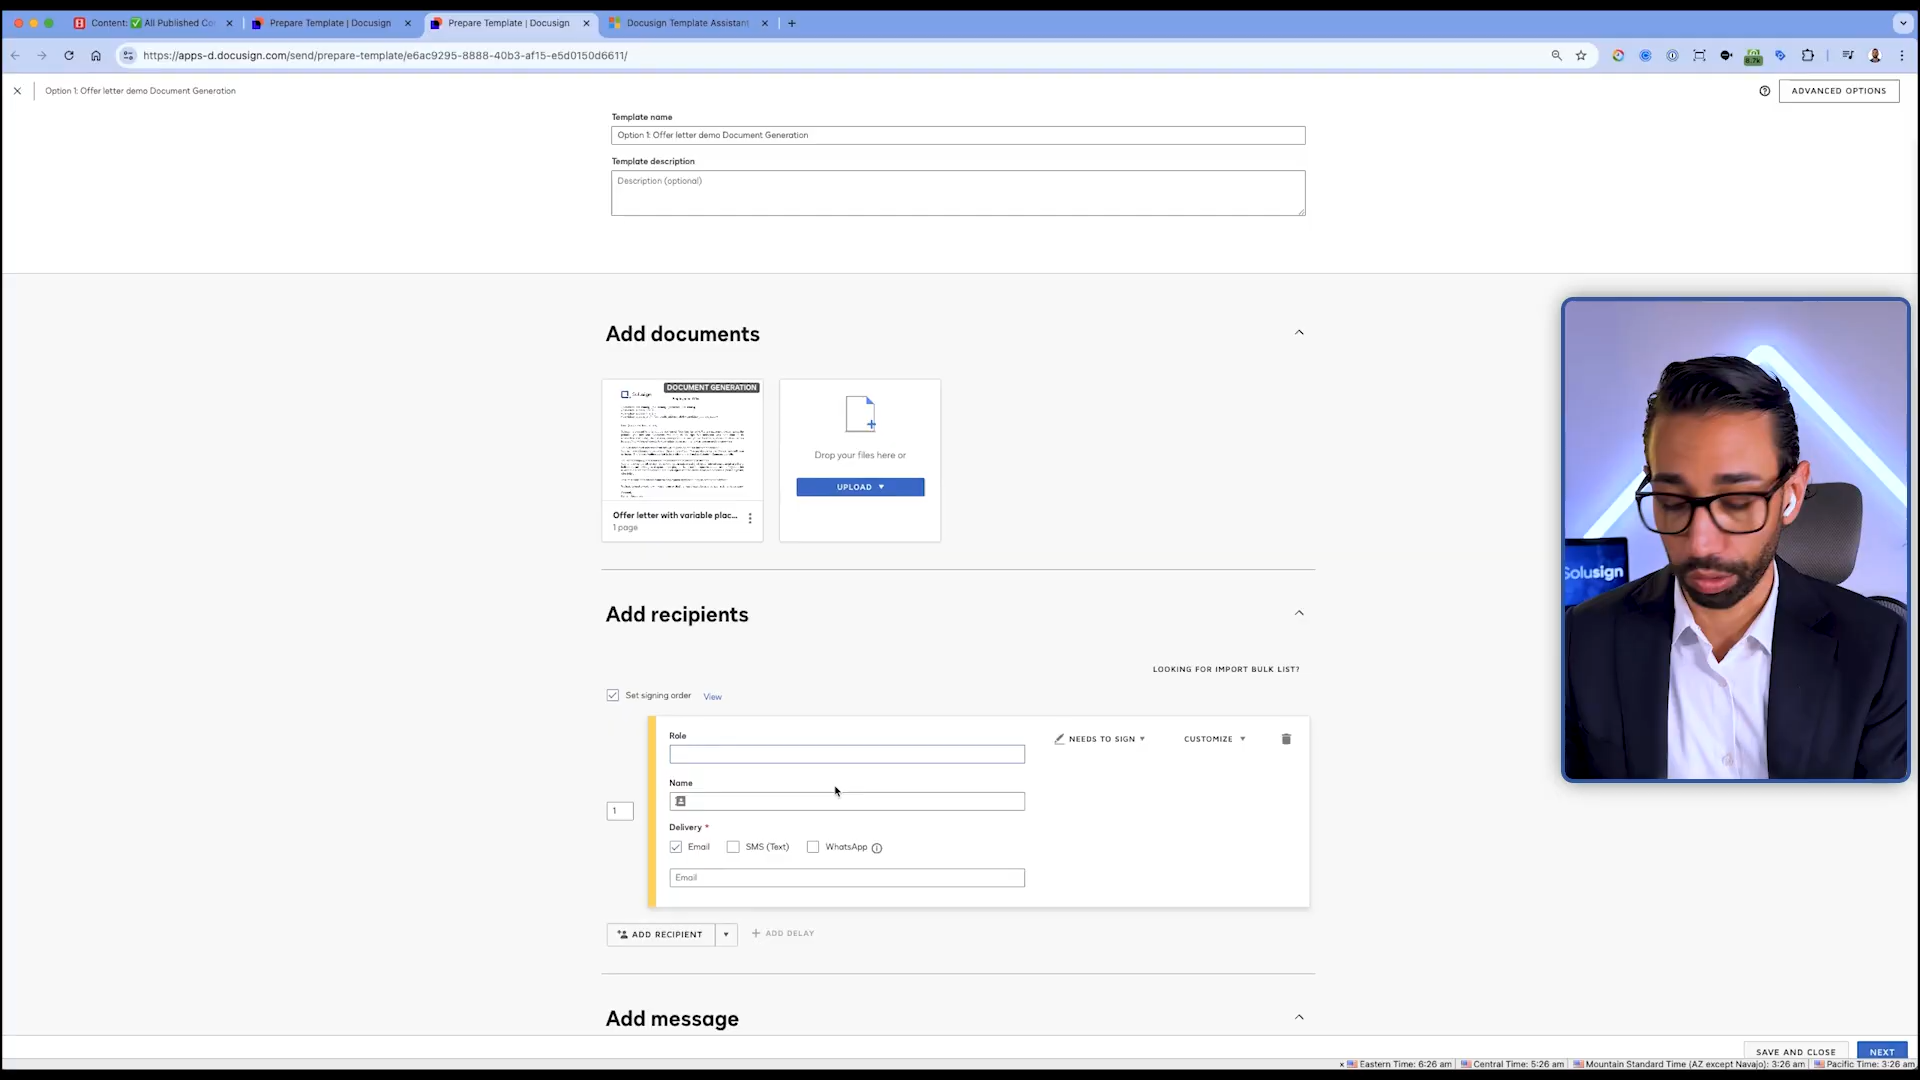 Content: ✅ All Published Co
Prepare Template | Docusign
Prepare Template | Docusign
Docusign Template Assistant
https://apps-d.docusign.com/send/prepare-template/e6ac9295-8888-40b3-af15-e5d0150d6611/
Option 1: Offer letter demo Document Generation
ADVANCED OPTIONS
Template name
Option 1: Offer letter demo Document Generation
Template description
Description (optional)
Add documents
DOCUMENT GENERATION
Solusign
Drop your files here or
UPLOAD
Offer letter with variable plac...
1 page
Add recipients
LOOKING FOR IMPORT BULK LIST?
Set signing order View
Role
NEEDS TO SIGN
CUSTOMIZE
Name
1
Delivery *
Email
SMS (Text)
WhatsApp
Email
ADD RECIPIENT
+ ADD DELAY
Add message
SAVE AND CLOSE
NEXT
Solusign
× Eastern Time: 6:26 am Central Time: 5:26 am Mountain Standard Time (AZ except Navajo): 3:26 am Pacific Time: 3:26 am